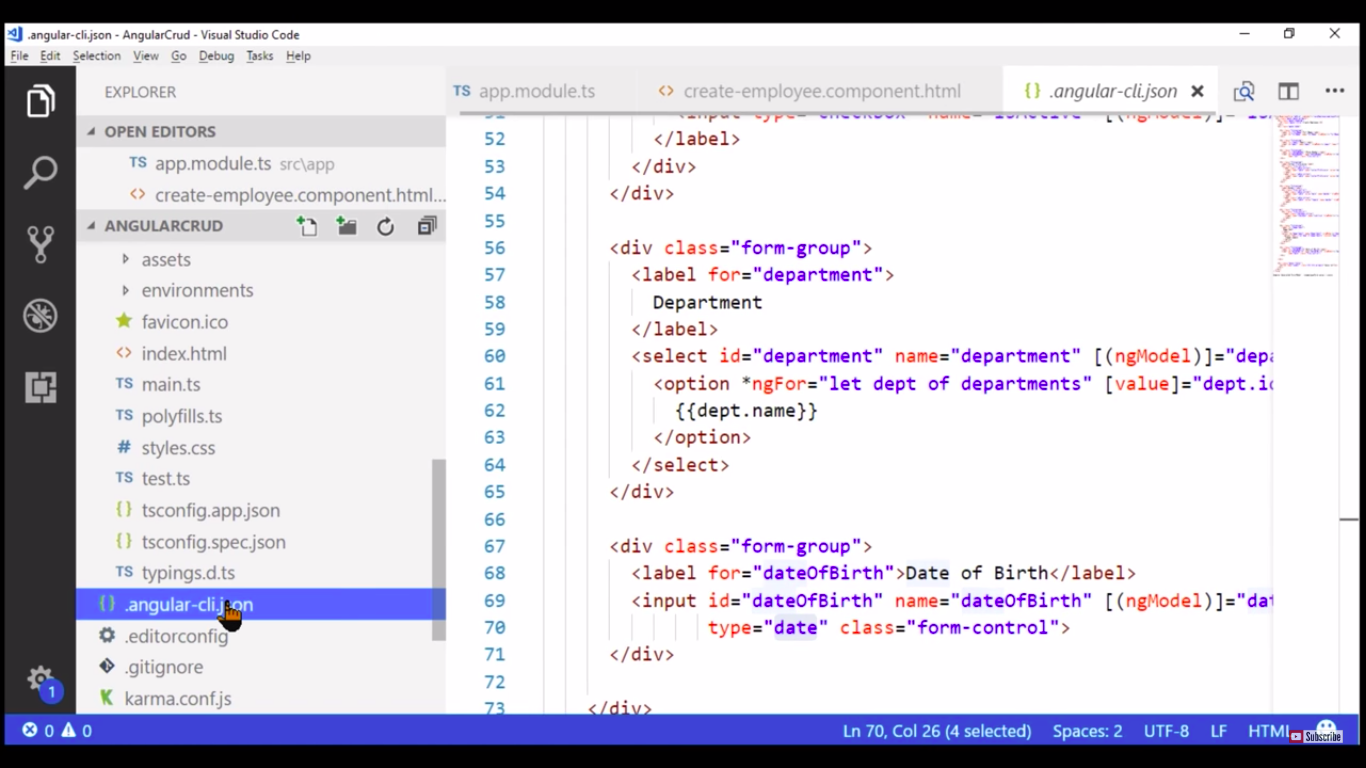 .angular-cli.json - AngularCrud - Visual Studio Code
File Edit Selection View Go Debug Tasks Help
EXPLORER
OPEN EDITORS
TS app.module.ts src\app
<> create-employee.component.html...
ANGULARCRUD
assets
environments
favicon.ico
<> index.html
TS main.ts
TS polyfills.ts
# styles.css
TS test.ts
{} tsconfig.app.json
{} tsconfig.spec.json
TS typings.d.ts
{} .angular-cli.json
.editorconfig
.gitignore
K karma.conf.js
1
TS app.module.ts <> create-employee.component.html {} .angular-cli.json
52 </label>
53 </div>
54 </div>
55
56 <div class="form-group">
57 <label for="department">
58 Department
59 </label>
60 <select id="department" name="department" [(ngModel)]="depa
61 <option *ngFor="let dept of departments" [value]="dept.id
62 {{dept.name}}
63 </option>
64 </select>
65 </div>
66
67 <div class="form-group">
68 <label for="dateOfBirth">Date of Birth</label>
69 <input id="dateOfBirth" name="dateOfBirth" [(ngModel)]="dat
70 type="date" class="form-control">
71 </div>
72
73 </div>
0 0 Ln 70, Col 26 (4 selected) Spaces: 2 UTF-8 LF HTML
Subscribe